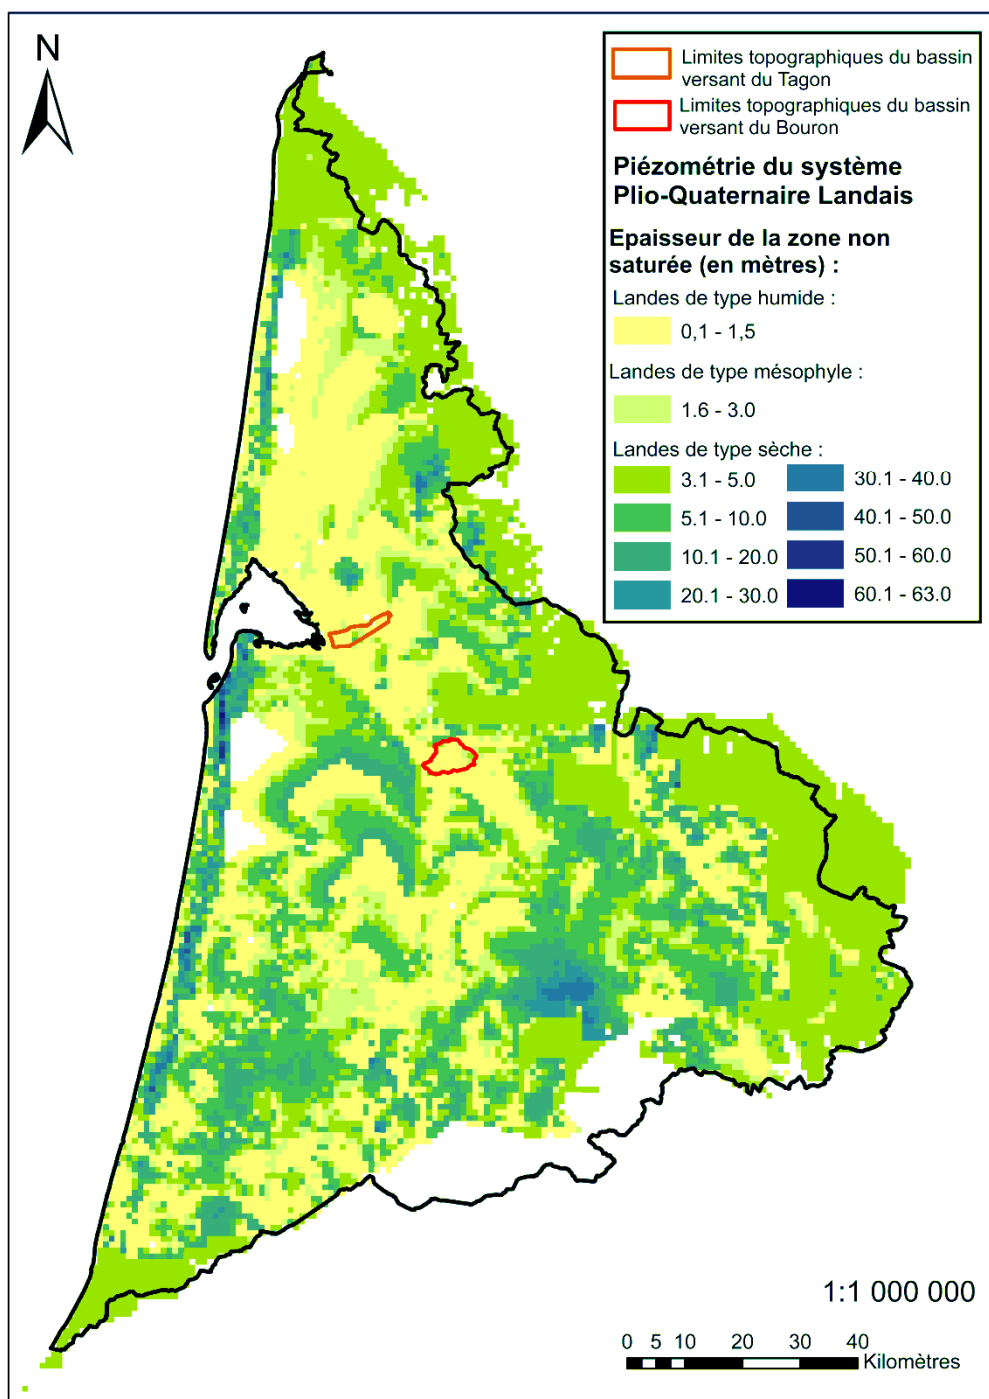 N
Limites topographiques du bassin
versant du Tagon
Limites topographiques du bassin
versant du Bouron
Piézométrie du système
Plio-Quaternaire Landais
Epaisseur de la zone non
saturée (en mètres) :
Landes de type humide :
0,1 - 1,5
Landes de type mésophyle :
1.6 - 3.0
Landes de type sèche :
3.1 - 5.0
30.1 - 40.0
5.1 - 10.0
40.1 - 50.0
10.1 - 20.0
50.1 - 60.0
20.1 - 30.0
60.1 - 63.0
1:1 000 000
0 5 10 20 30 40
Kilomètres